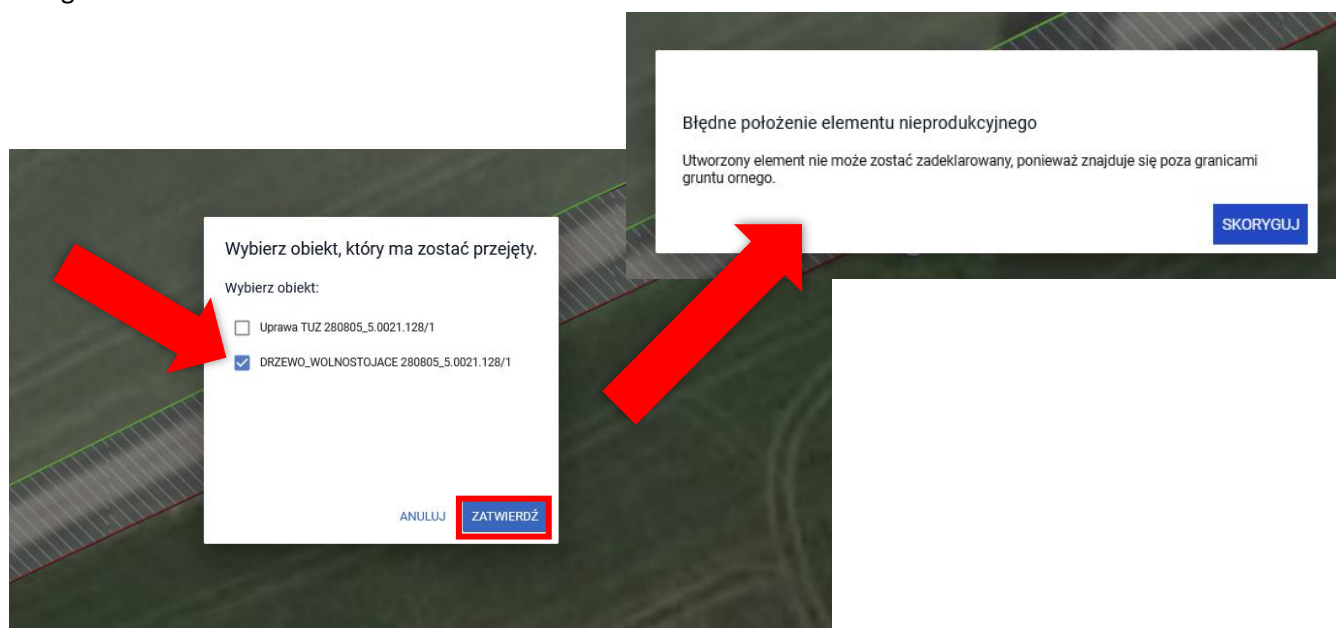 Błędne położenie elementu nieprodukcyjnego
Utworzony element nie może zostać zadeklarowany, ponieważ znajduje się poza granicami
gruntu ornego.
SKORYGUJ
Wybierz obiekt, który ma zostać przejęty.
Wybierz obiekt:
Uprawa TUZ 280805_5.0021.128/1
DRZEWO_WOLNOSTOJACE 280805_5.0021.128/1
ANULUJ ZATWIERDŹ